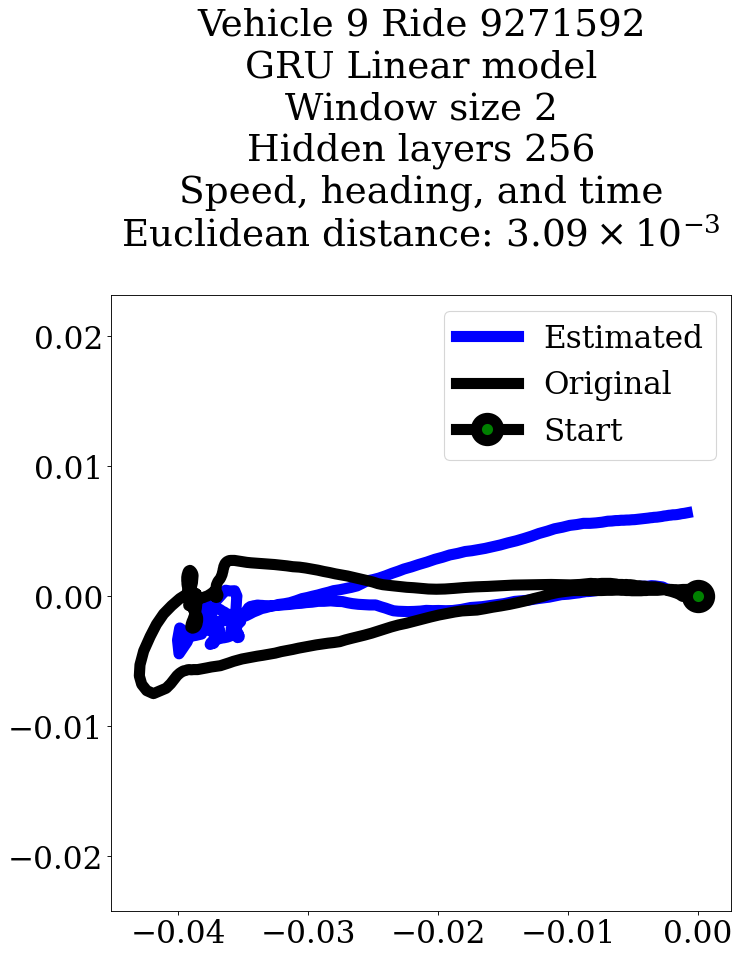 Vehicle 9 Ride 9271592
GRU Linear model
Window size 2
Hidden layers 256
Speed, heading, and time
Euclidean distance: 3.09 × 10⁻³
Estimated
Original
Start
0.02
0.01
0.00
−0.01
−0.02
−0.04 −0.03 −0.02 −0.01 0.00